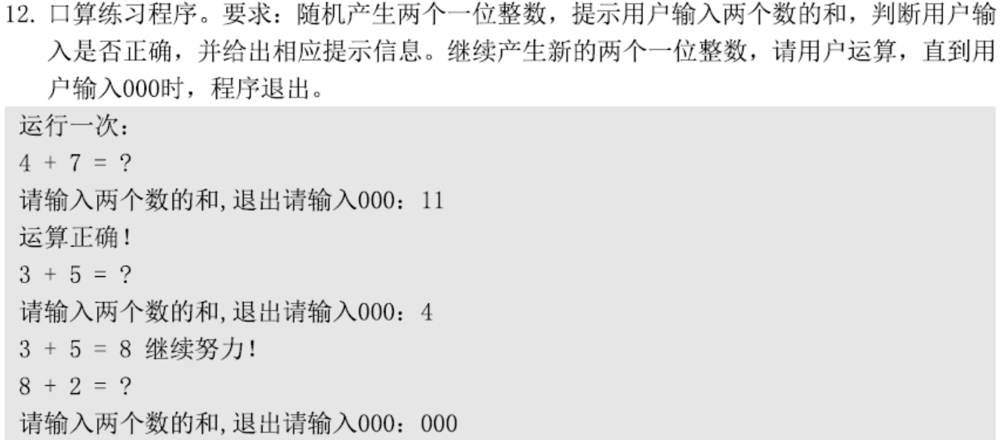 12. 口算练习程序。要求：随机产生两个一位整数，提示用户输入两个数的和，判断用户输
入是否正确，并给出相应提示信息。继续产生新的两个一位整数，请用户运算，直到用
户输入000时，程序退出。
运行一次：
4 + 7 = ?
请输入两个数的和,退出请输入000：11
运算正确！
3 + 5 = ?
请输入两个数的和,退出请输入000：4
3 + 5 = 8 继续努力！
8 + 2 = ?
请输入两个数的和,退出请输入000：000